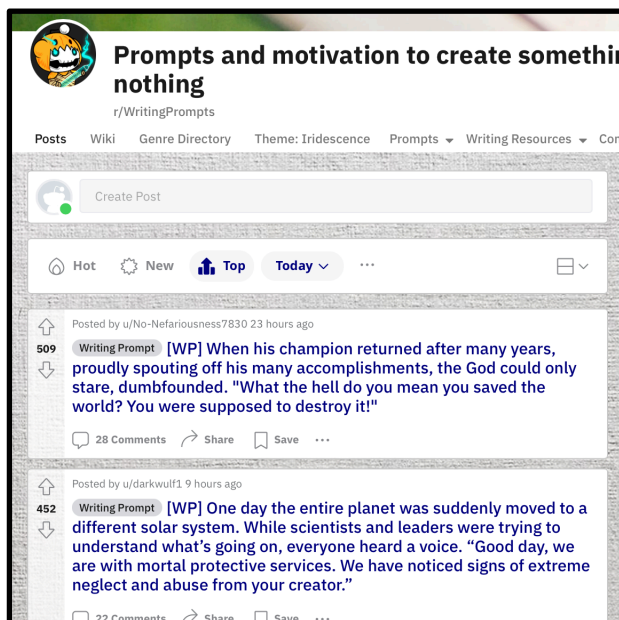 Prompts and motivation to create somethin
nothing
r/WritingPrompts
Posts Wiki Genre Directory Theme: Iridescence Prompts Writing Resources Con
Create Post
Hot New Top Today ...
Posted by u/No-Nefariousness7830 23 hours ago
509
Writing Prompt [WP] When his champion returned after many years,
proudly spouting off his many accomplishments, the God could only
stare, dumbfounded. "What the hell do you mean you saved the
world? You were supposed to destroy it!"
28 Comments Share Save ...
Posted by u/darkwulf1 9 hours ago
452
Writing Prompt [WP] One day the entire planet was suddenly moved to a
different solar system. While scientists and leaders were trying to
understand what’s going on, everyone heard a voice. “Good day, we
are with mortal protective services. We have noticed signs of extreme
neglect and abuse from your creator.”
22 Comments Share Save ...